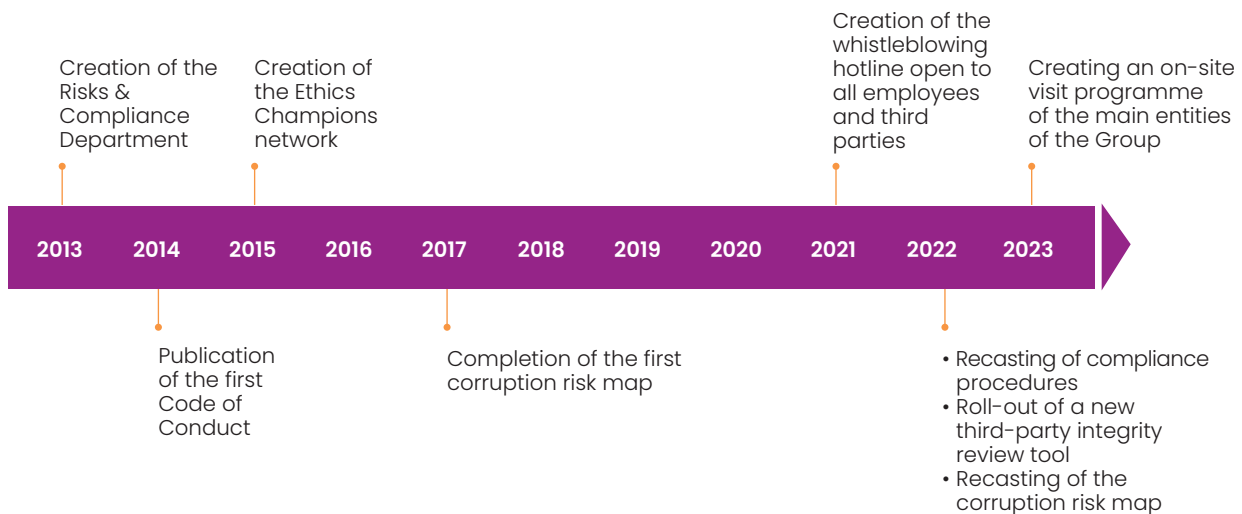 Creation of the
Risks &
Compliance
Department
Creation of
the Ethics
Champions
network
Creation of the
whistleblowing
hotline open to
all employees
and third
parties
Creating an on-site
visit programme
of the main entities
of the Group
2013 2014 2015 2016 2017 2018 2019 2020 2021 2022 2023
Publication
of the first
Code of
Conduct
Completion of the first
corruption risk map
• Recasting of compliance
procedures
• Roll-out of a new
third-party integrity
review tool
• Recasting of the
corruption risk map